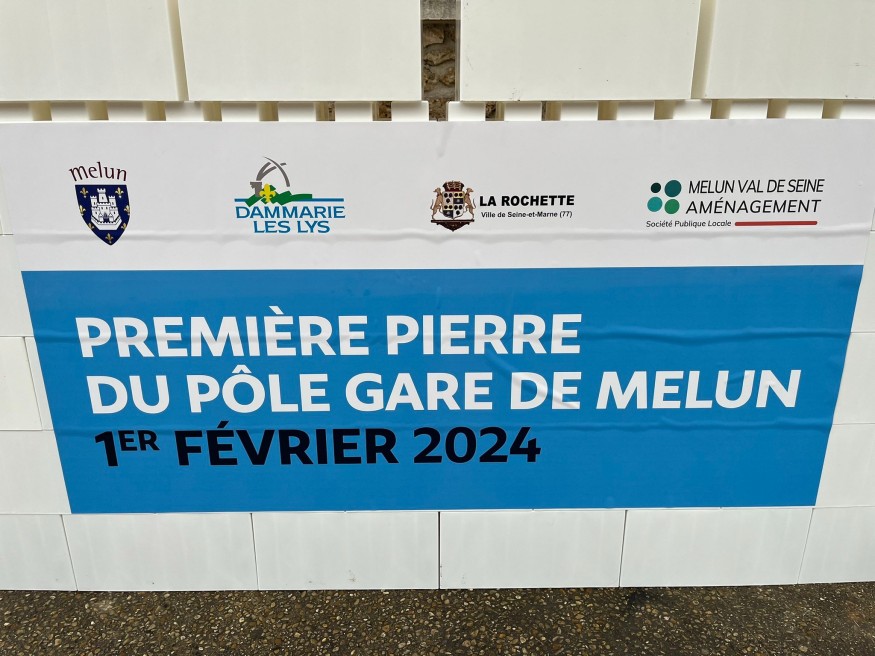 melun
DAMMARIE
LES LYS
LA ROCHETTE
Ville de Seine-et-Marne (77)
MELUN VAL DE SEINE
AMÉNAGEMENT
Société Publique Locale
PREMIÈRE PIERRE
DU PÔLE GARE DE MELUN
1ER FÉVRIER 2024